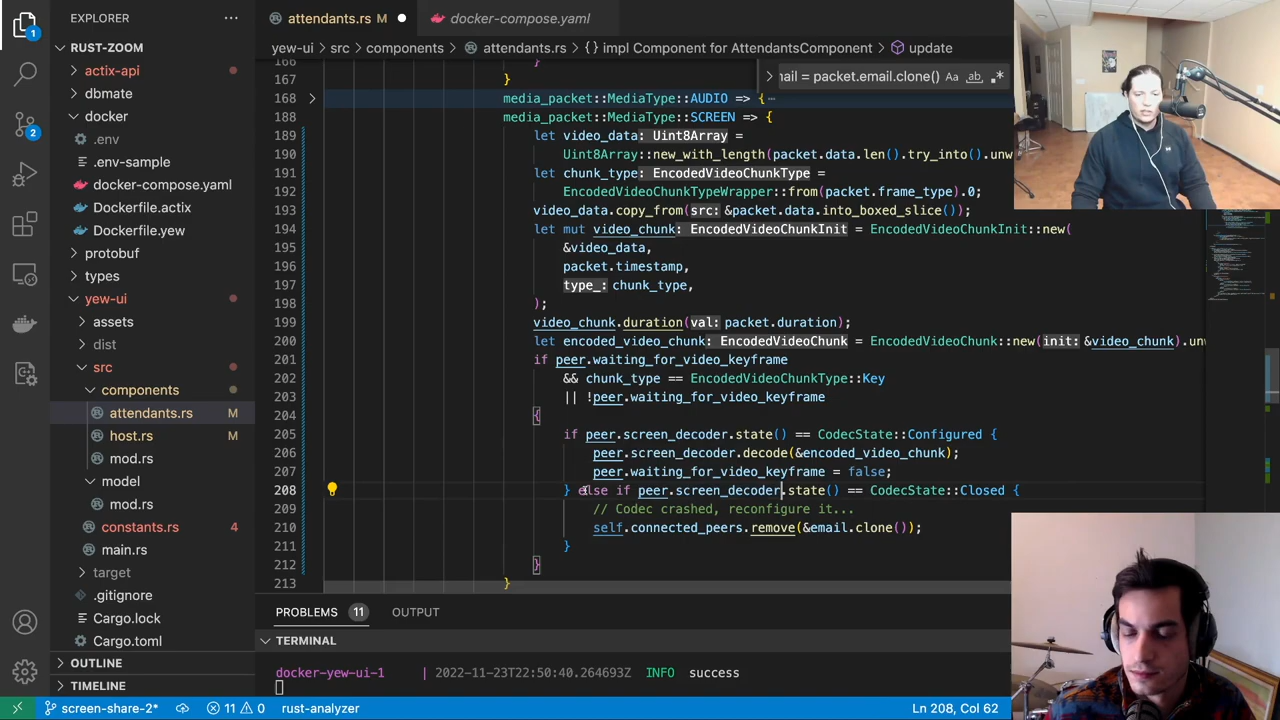 EXPLORER
RUST-ZOOM
actix-api
dbmate
docker
.env
.env-sample
docker-compose.yaml
Dockerfile.actix
Dockerfile.yew
protobuf
types
yew-ui
assets
dist
src
components
attendants.rs M
host.rs M
mod.rs
model
mod.rs
constants.rs 4
main.rs
target
.gitignore
Cargo.lock
Cargo.toml
OUTLINE
TIMELINE
attendants.rs M
docker-compose.yaml
yew-ui > src > components > attendants.rs > {} impl Component for AttendantsComponent > update
nail = packet.email.clone() Aa ab .*
166 }
167 }
168 media_packet::MediaType::AUDIO => {
188 media_packet::MediaType::SCREEN => {
189 let video_data: Uint8Array =
190 Uint8Array::new_with_length(packet.data.len().try_into().unw
191 let chunk_type: EncodedVideoChunkType =
192 EncodedVideoChunkTypeWrapper::from(packet.frame_type).0;
193 video_data.copy_from(src: &packet.data.into_boxed_slice());
194 let mut video_chunk: EncodedVideoChunkInit = EncodedVideoChunkInit::new(
195 &video_data,
196 packet.timestamp,
197 type_: chunk_type,
198 );
199 video_chunk.duration(val: packet.duration);
200 let encoded_video_chunk: EncodedVideoChunk = EncodedVideoChunk::new(init: &video_chunk).unw
201 if peer.waiting_for_video_keyframe
202 && chunk_type == EncodedVideoChunkType::Key
203 || !peer.waiting_for_video_keyframe
204 {
205 if peer.screen_decoder.state() == CodecState::Configured {
206 peer.screen_decoder.decode(&encoded_video_chunk);
207 peer.waiting_for_video_keyframe = false;
208 } else if peer.screen_decoder.state() == CodecState::Closed {
209 // Codec crashed, reconfigure it...
210 self.connected_peers.remove(&email.clone());
211 }
212 }
213 }
PROBLEMS 11 OUTPUT
TERMINAL
docker-yew-ui-1 | 2022-11-23T22:50:40.264693Z INFO success
1
2
screen-share-2* 11 0 rust-analyzer Ln 208, Col 62